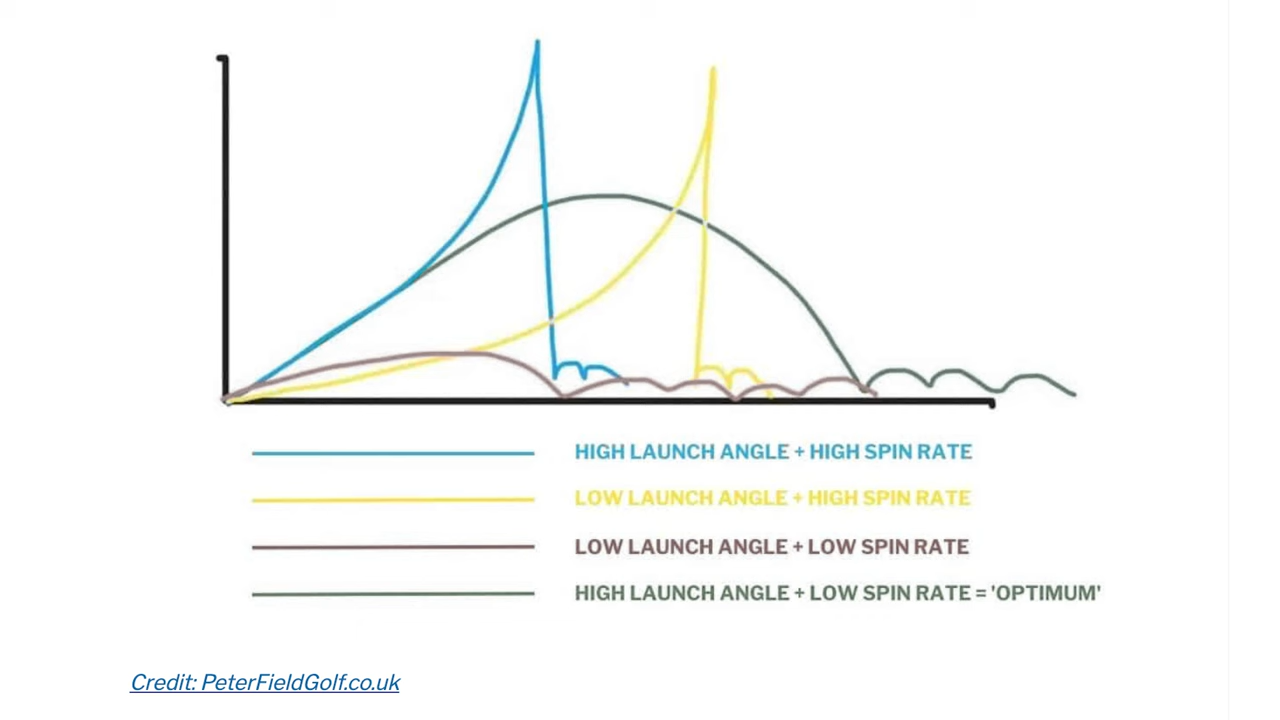 HIGH LAUNCH ANGLE + HIGH SPIN RATE
LOW LAUNCH ANGLE + HIGH SPIN RATE
LOW LAUNCH ANGLE + LOW SPIN RATE
HIGH LAUNCH ANGLE + LOW SPIN RATE = 'OPTIMUM'
Credit: PeterFieldGolf.co.uk